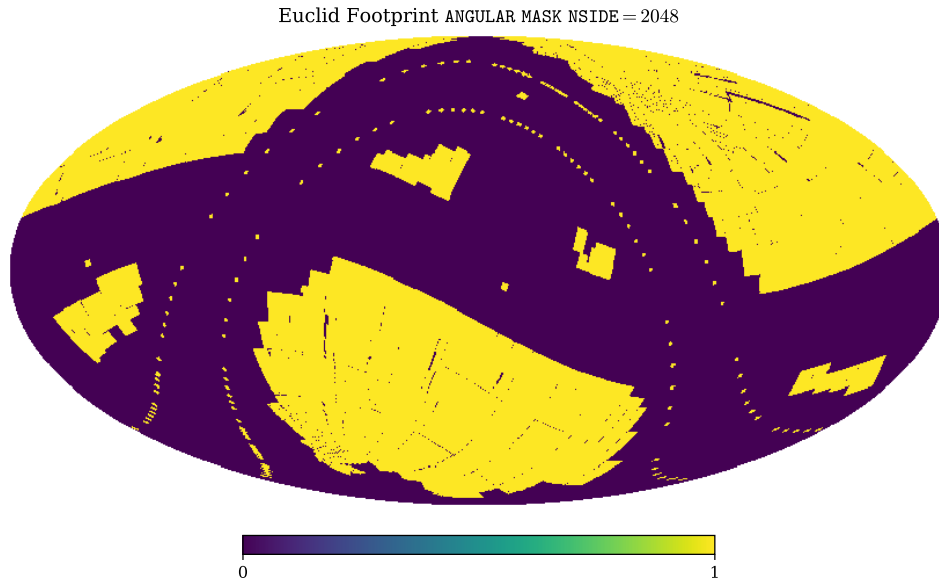 Euclid Footprint ANGULAR MASK NSIDE = 2048
0 1